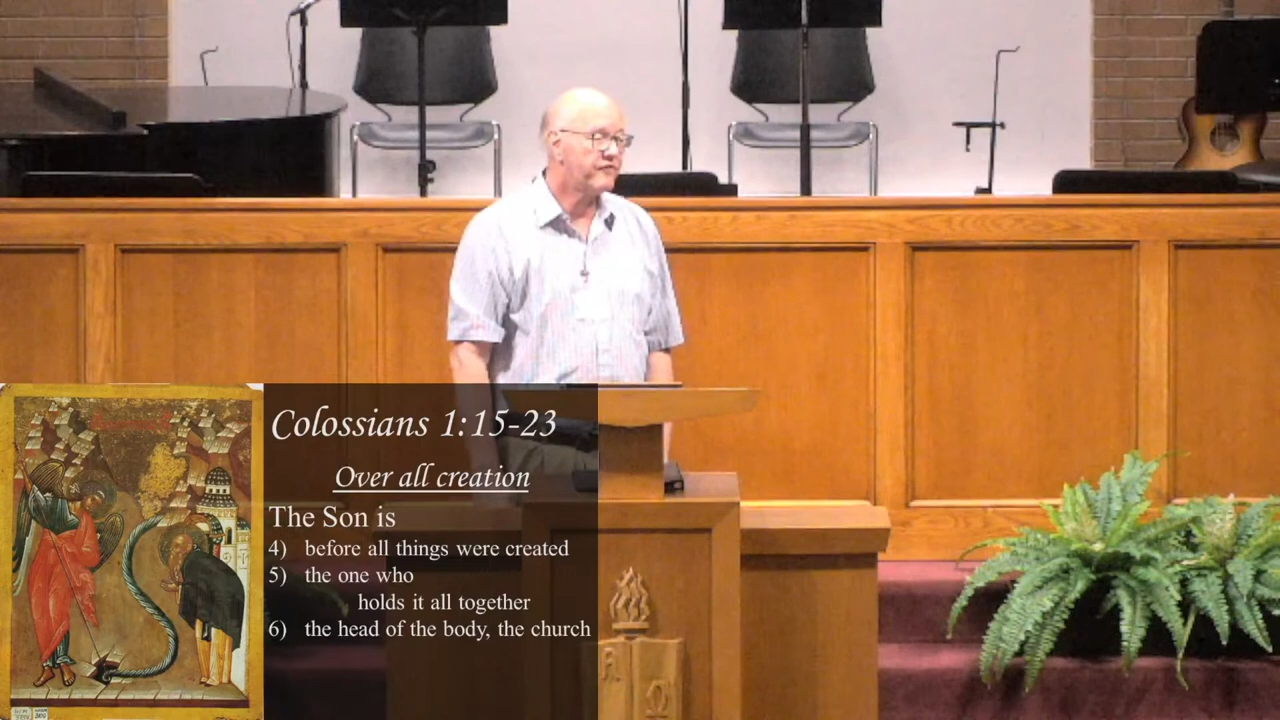 Colossians 1:15-23
Over all creation
The Son is
4) before all things were created
5) the one who
holds it all together
6) the head of the body, the church